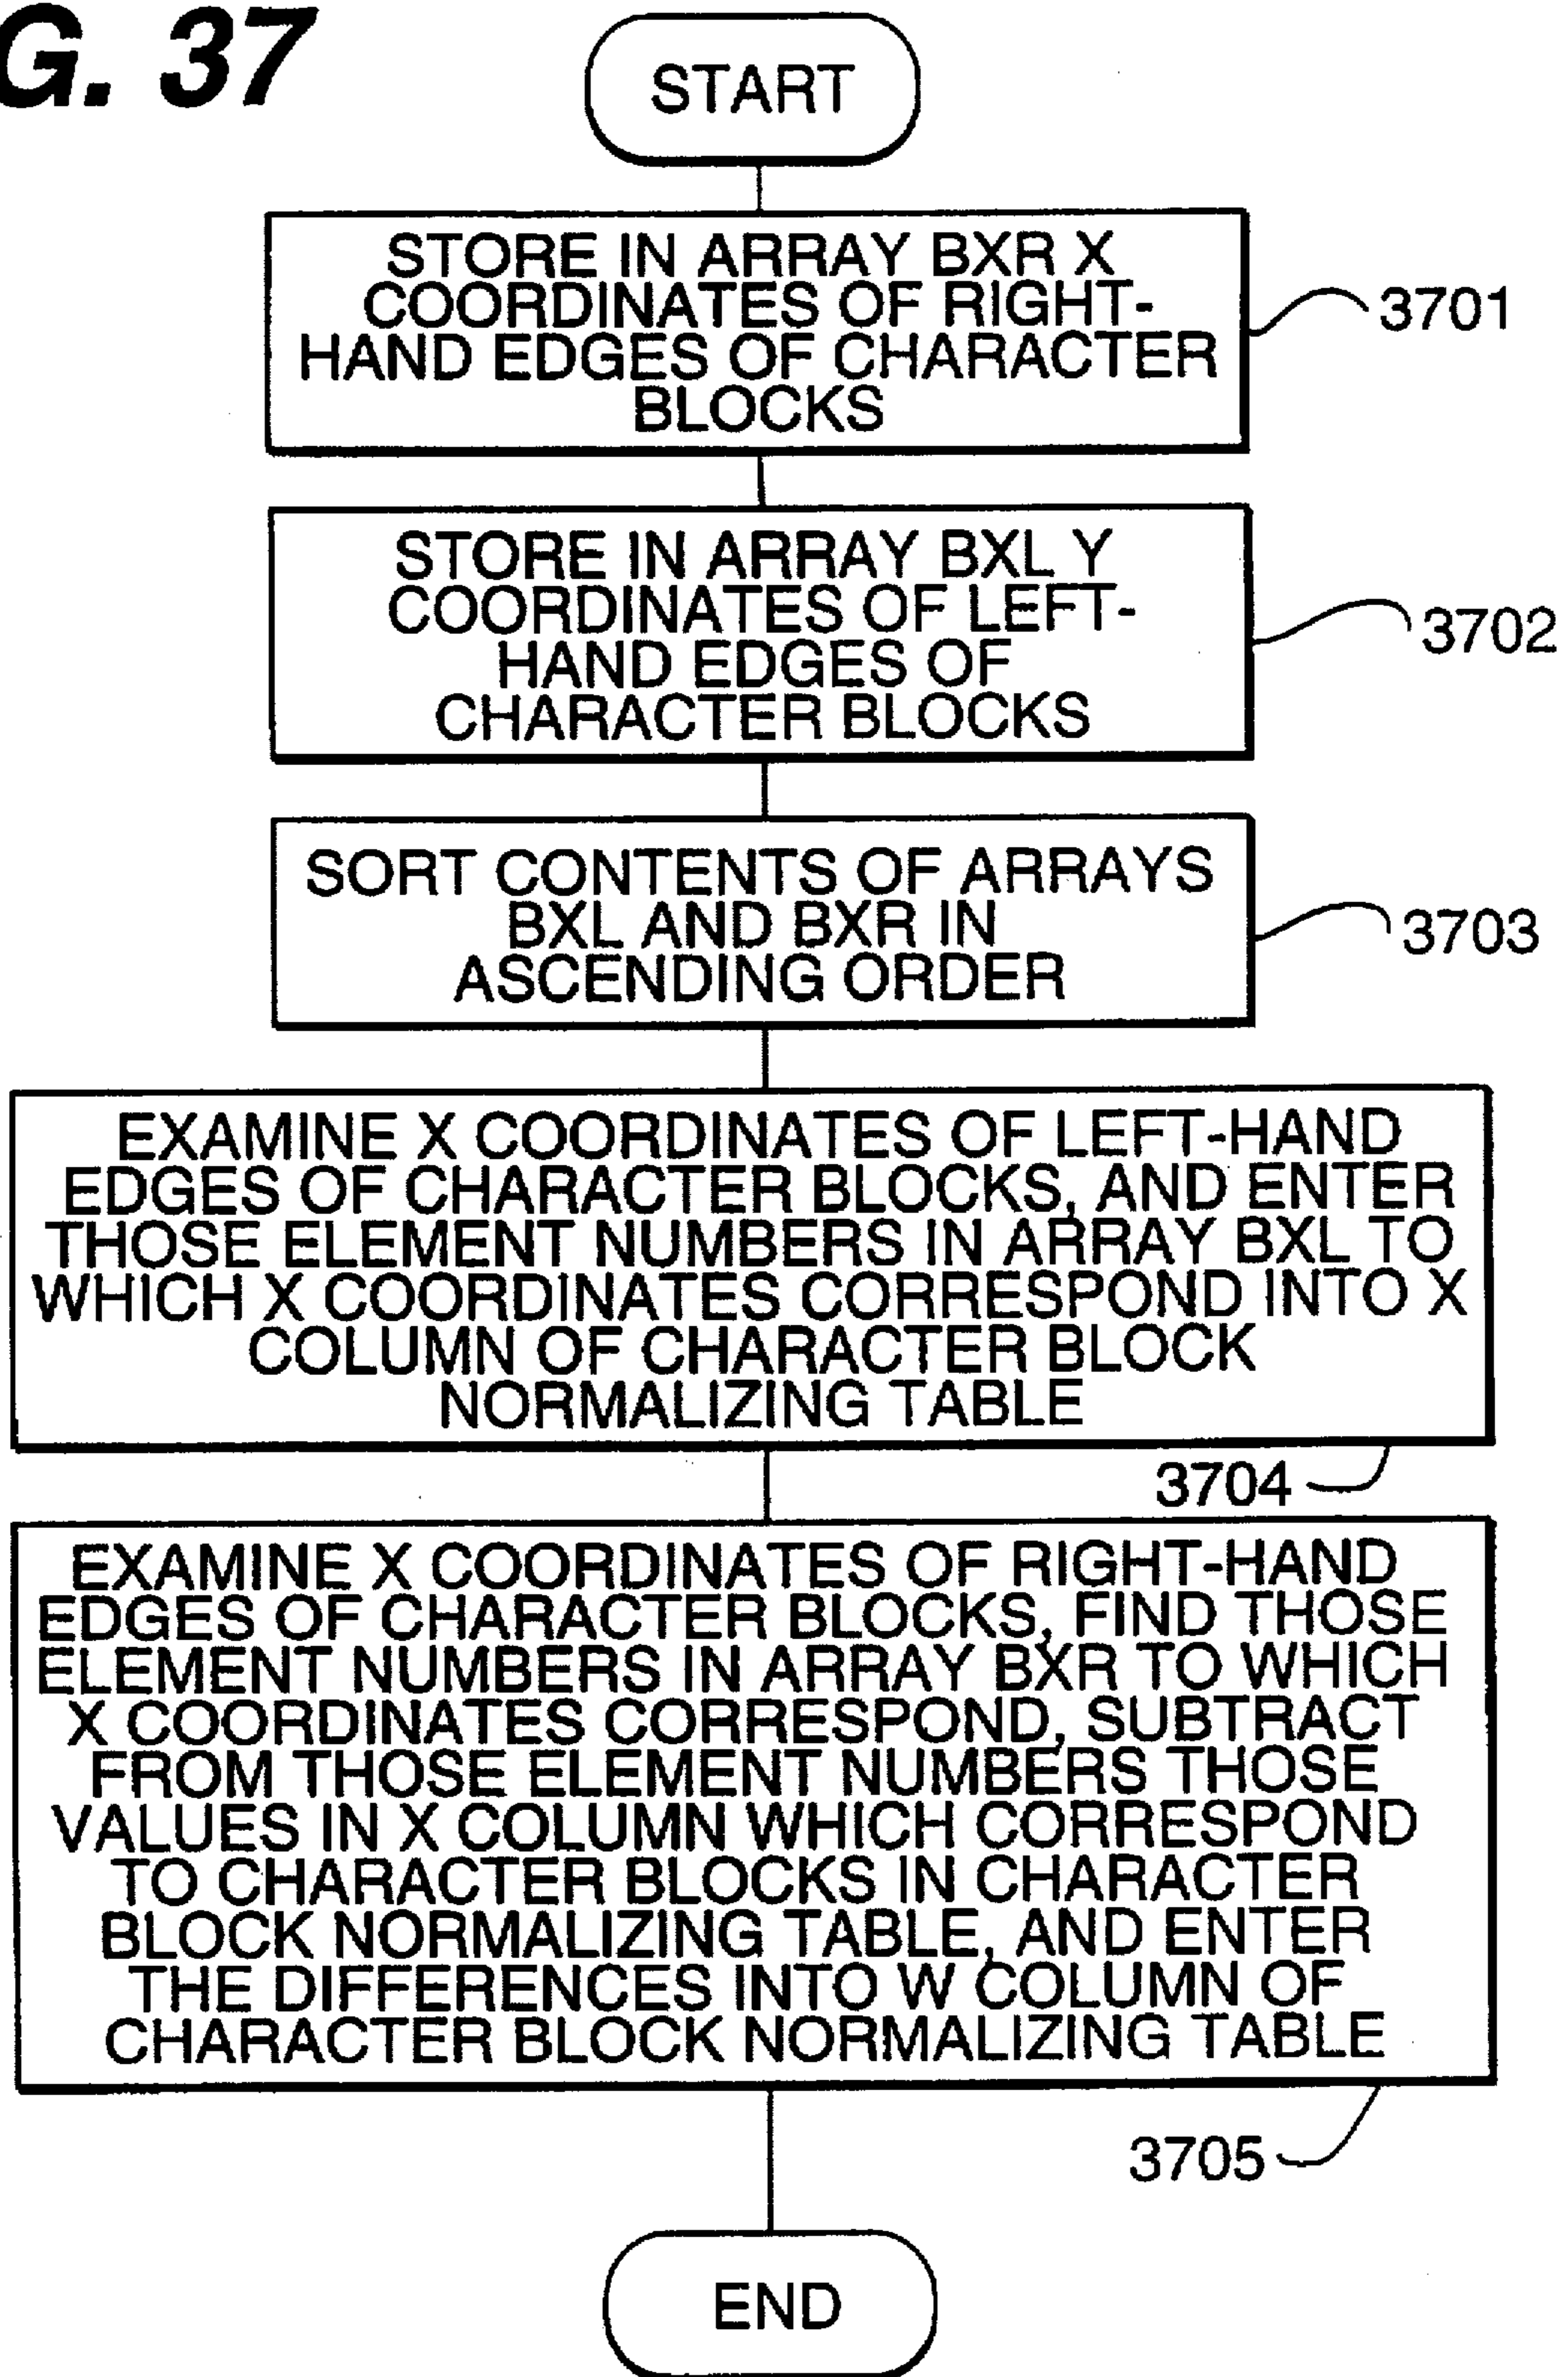 G. 37
START
STORE IN ARRAY BXR X
COORDINATES OF RIGHT-
HAND EDGES OF CHARACTER
BLOCKS
3701
STORE IN ARRAY BXL Y
COORDINATES OF LEFT-
HAND EDGES OF
CHARACTER BLOCKS
3702
SORT CONTENTS OF ARRAYS
BXL AND BXR IN
ASCENDING ORDER
3703
EXAMINE X COORDINATES OF LEFT-HAND
EDGES OF CHARACTER BLOCKS, AND ENTER
THOSE ELEMENT NUMBERS IN ARRAY BXL TO
WHICH X COORDINATES CORRESPOND INTO X
COLUMN OF CHARACTER BLOCK
NORMALIZING TABLE
3704
EXAMINE X COORDINATES OF RIGHT-HAND
EDGES OF CHARACTER BLOCKS, FIND THOSE
ELEMENT NUMBERS IN ARRAY BXR TO WHICH
X COORDINATES CORRESPOND, SUBTRACT
FROM THOSE ELEMENT NUMBERS THOSE
VALUES IN X COLUMN WHICH CORRESPOND
TO CHARACTER BLOCKS IN CHARACTER
BLOCK NORMALIZING TABLE, AND ENTER
THE DIFFERENCES INTO W COLUMN OF
CHARACTER BLOCK NORMALIZING TABLE
3705
END